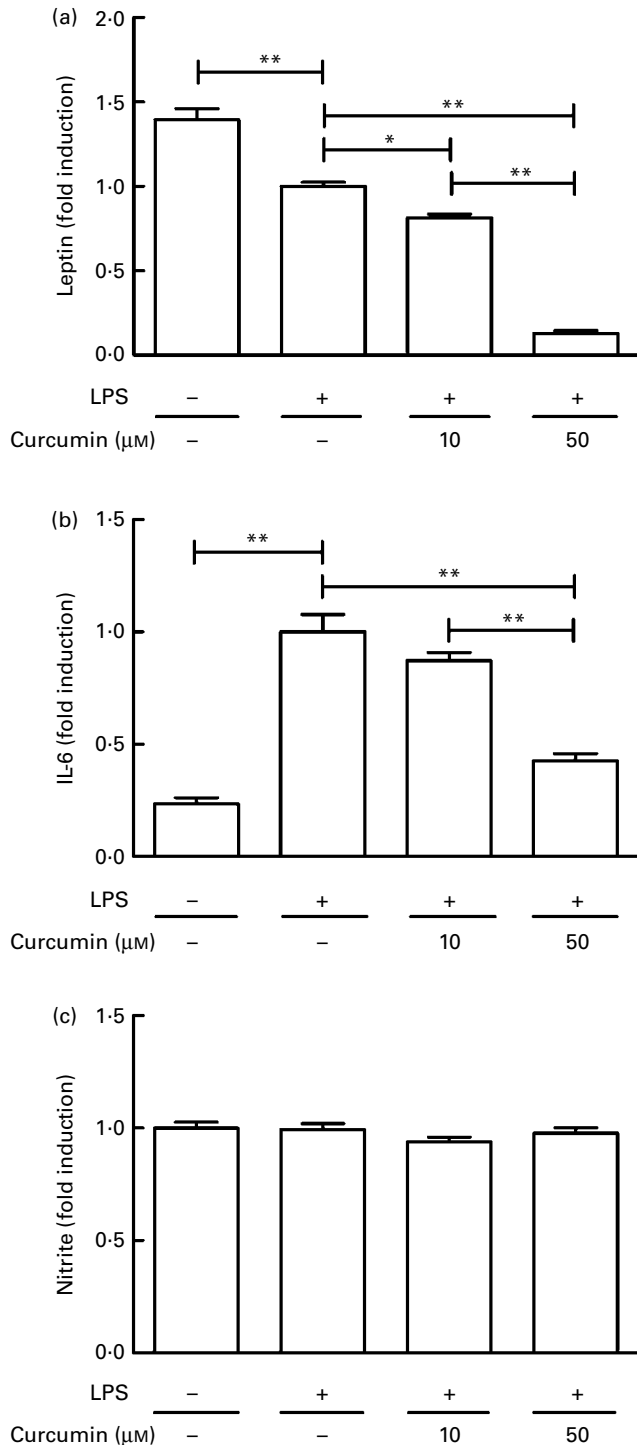 (a)
2·0
1·5
1·0
0·5
0·0
Leptin (fold induction)
**
**
*
**
LPS – + + +
Curcumin (μM) – – 10 50
(b)
1·5
1·0
0·5
0·0
IL-6 (fold induction)
**
**
**
LPS – + + +
Curcumin (μM) – – 10 50
(c)
1·5
1·0
0·5
0·0
Nitrite (fold induction)
LPS – + + +
Curcumin (μM) – – 10 50